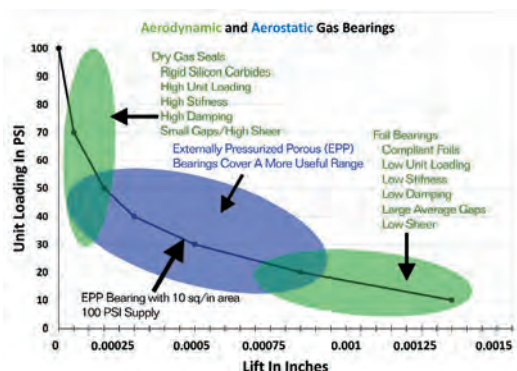 Aerodynamic and Aerostatic Gas Bearings
Dry Gas Seals
Rigid Silicon Carbides
High Unit Loading
High Stifness
High Damping
Small Gaps/High Sheer
Externally Pressurized Porous (EPP)
Bearings Cover A More Useful Range
Foil Bearings
Compliant Foils
Low Unit Loading
Low Stiffness
Low Damping
Large Average Gaps
Low Sheer
EPP Bearing with 10 sq/in area
100 PSI Supply
Unit Loading In PSI
100
90
80
70
60
50
40
30
20
10
0
0
0.00025
0.0005
0.00075
0.001
0.00125
0.0015
Lift In Inches